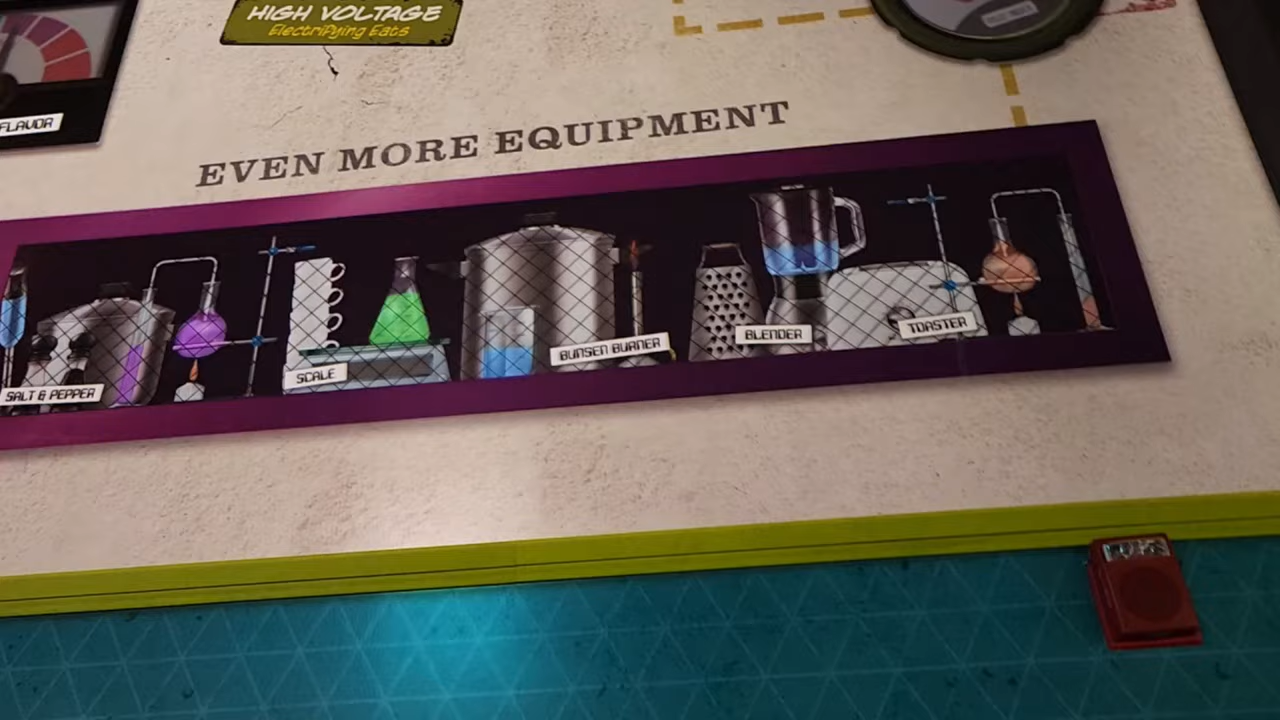 HIGH VOLTAGE
Electrifying Eats
FLAVOR
EVEN MORE EQUIPMENT
SALT & PEPPER
SCALE
BUNSEN BURNER
BLENDER
TOASTER